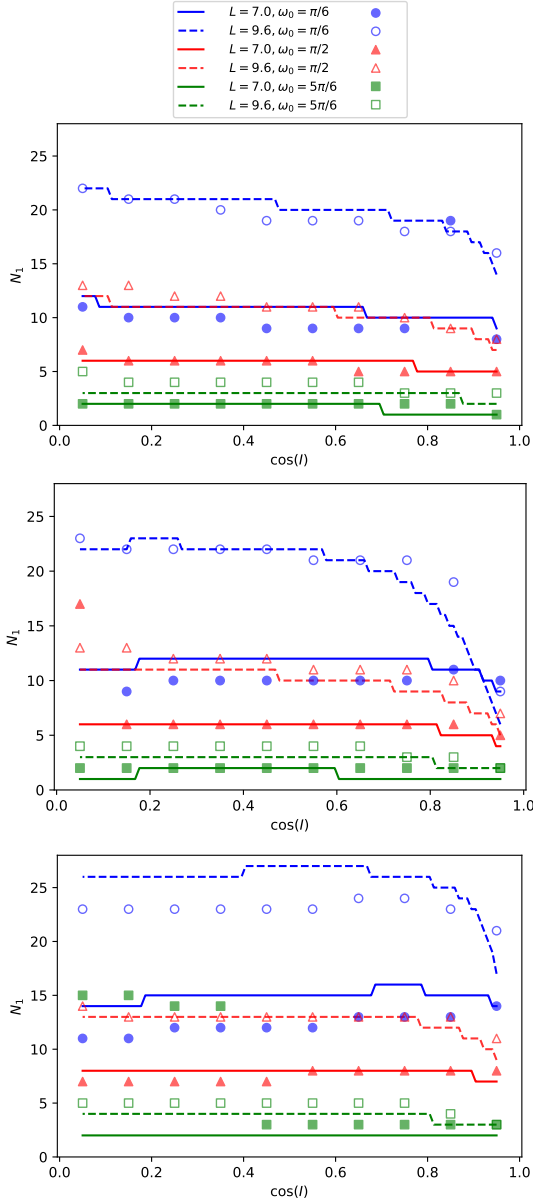 L = 7.0, ω₀ = π/6
L = 9.6, ω₀ = π/6
L = 7.0, ω₀ = π/2
L = 9.6, ω₀ = π/2
L = 7.0, ω₀ = 5π/6
L = 9.6, ω₀ = 5π/6
25
20
15
10
5
0
N₁
0.0 0.2 0.4 0.6 0.8 1.0
cos(I)
25
20
15
10
5
0
N₁
0.0 0.2 0.4 0.6 0.8 1.0
cos(I)
25
20
15
10
5
0
N₁
0.0 0.2 0.4 0.6 0.8 1.0
cos(I)